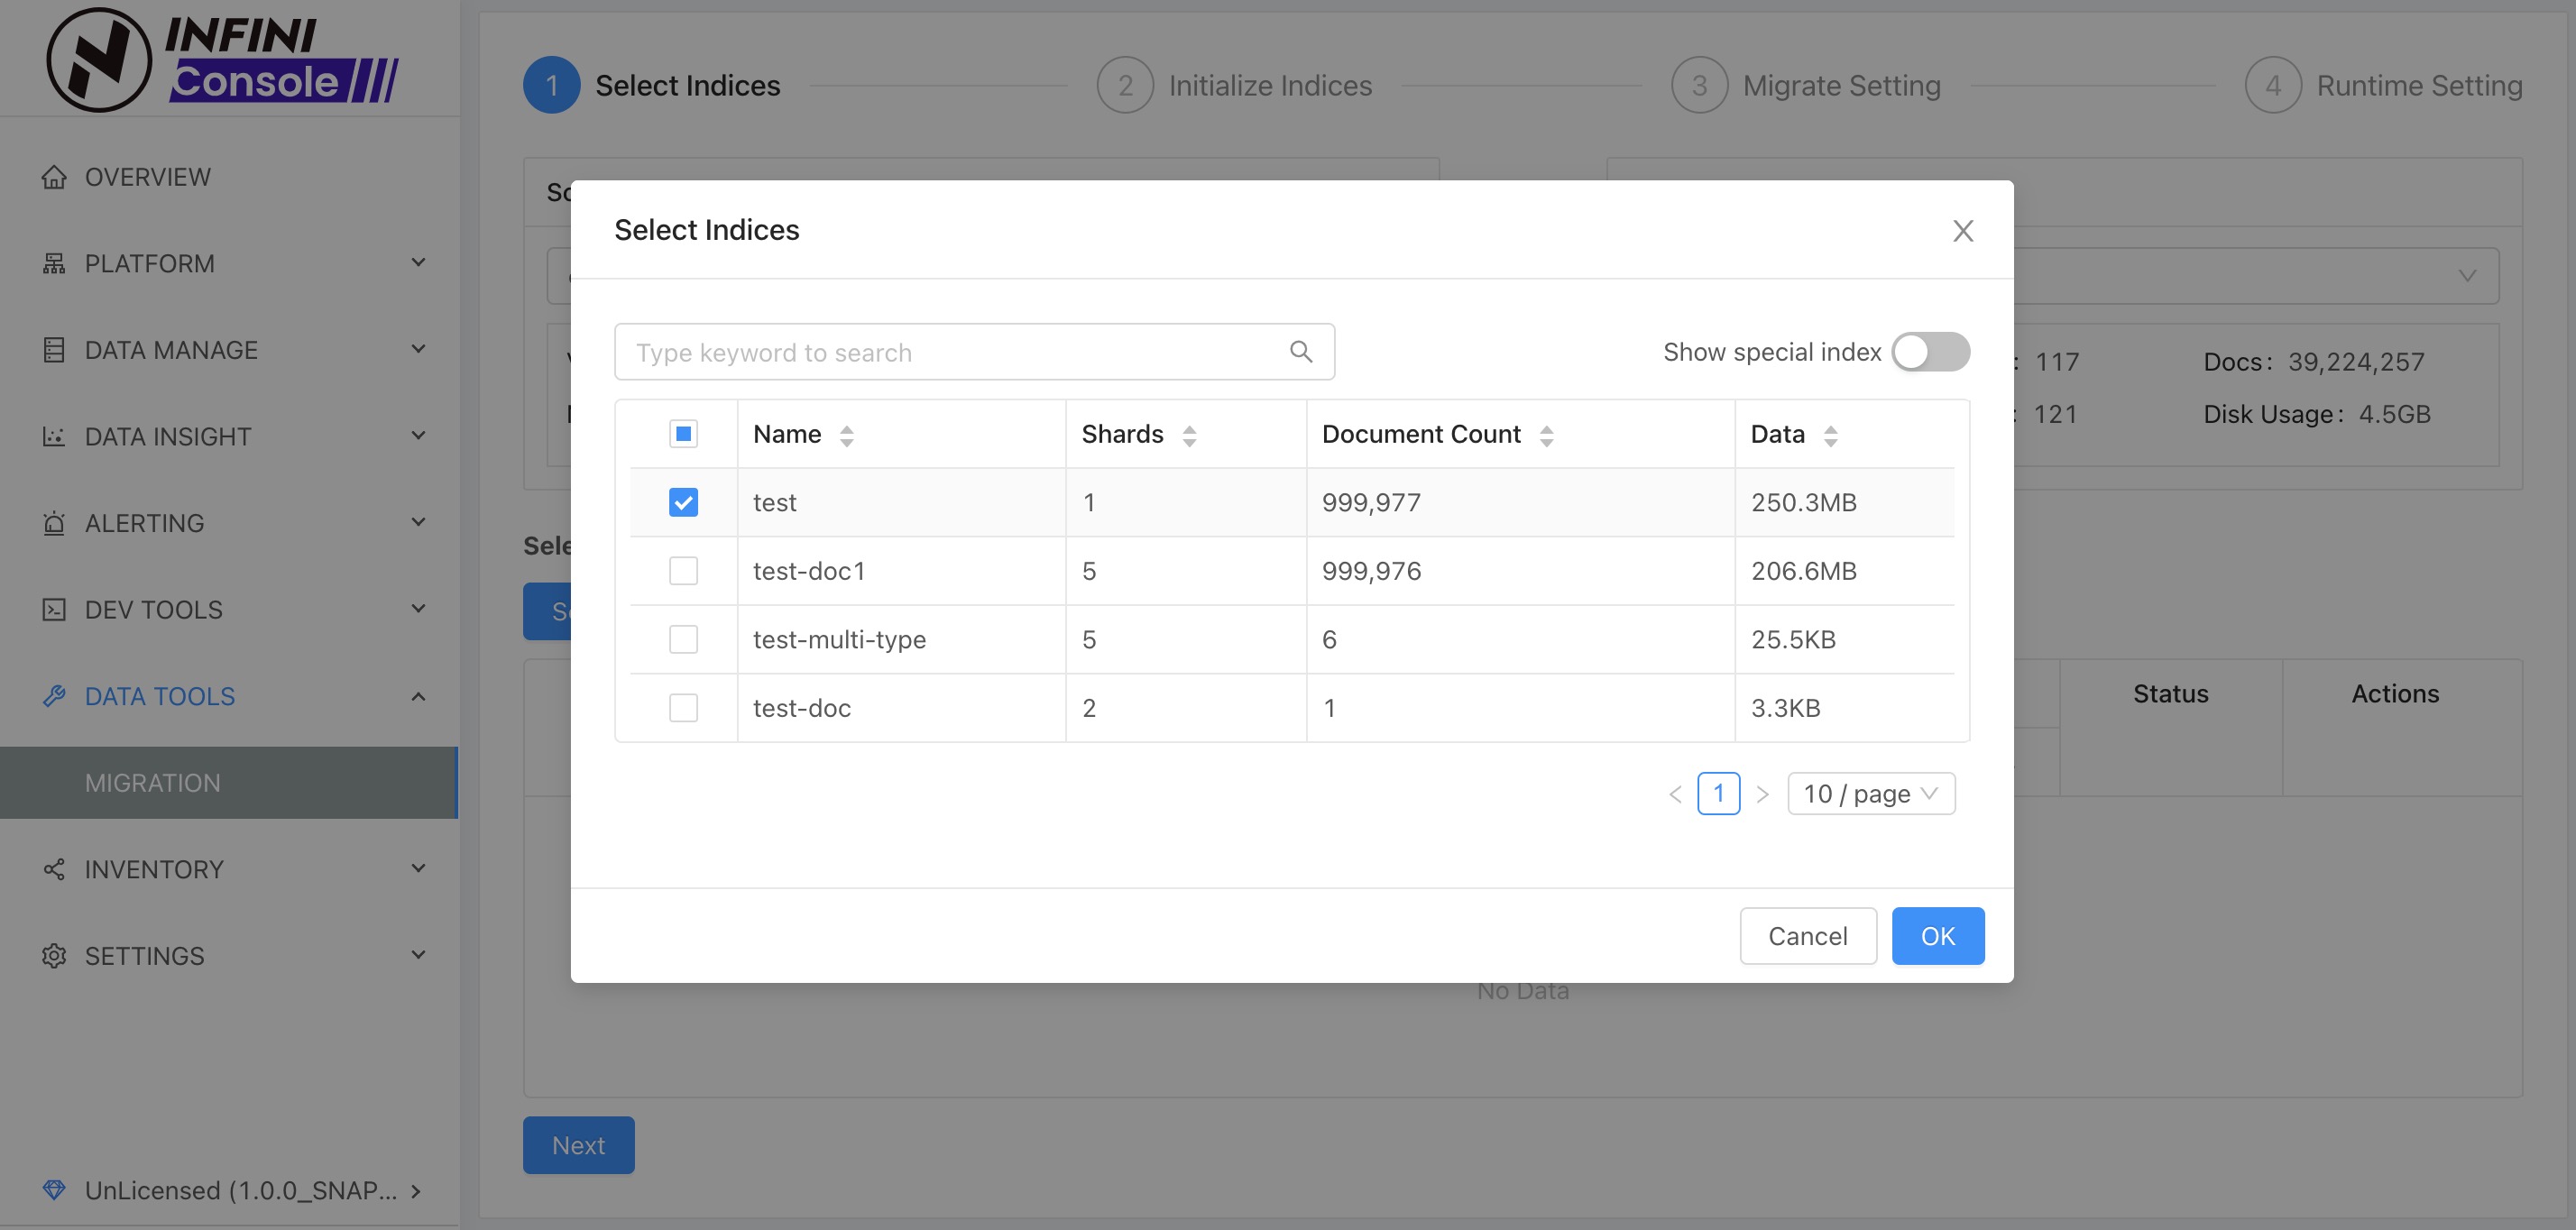 INFINI
Console
OVERVIEW
PLATFORM
DATA MANAGE
DATA INSIGHT
ALERTING
DEV TOOLS
DATA TOOLS
MIGRATION
INVENTORY
SETTINGS
UnLicensed (1.0.0_SNAP...
1 Select Indices
2 Initialize Indices
3 Migrate Setting
4 Runtime Setting
: 117 Docs: 39,224,257
: 121 Disk Usage: 4.5GB
Select Indices
Type keyword to search
Show special index
Name Shards Document Count Data
test 1 999,977 250.3MB
test-doc1 5 999,976 206.6MB
test-multi-type 5 6 25.5KB
test-doc 2 1 3.3KB
1 10 / page
Cancel OK
Status Actions
No Data
Next